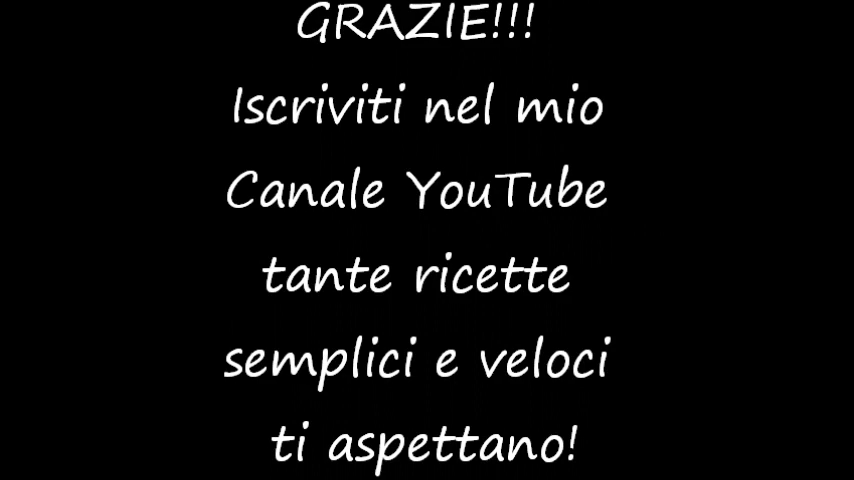 GRAZIE!!!
Iscriviti nel mio
Canale YouTube
tante ricette
semplici e veloci
ti aspettano!